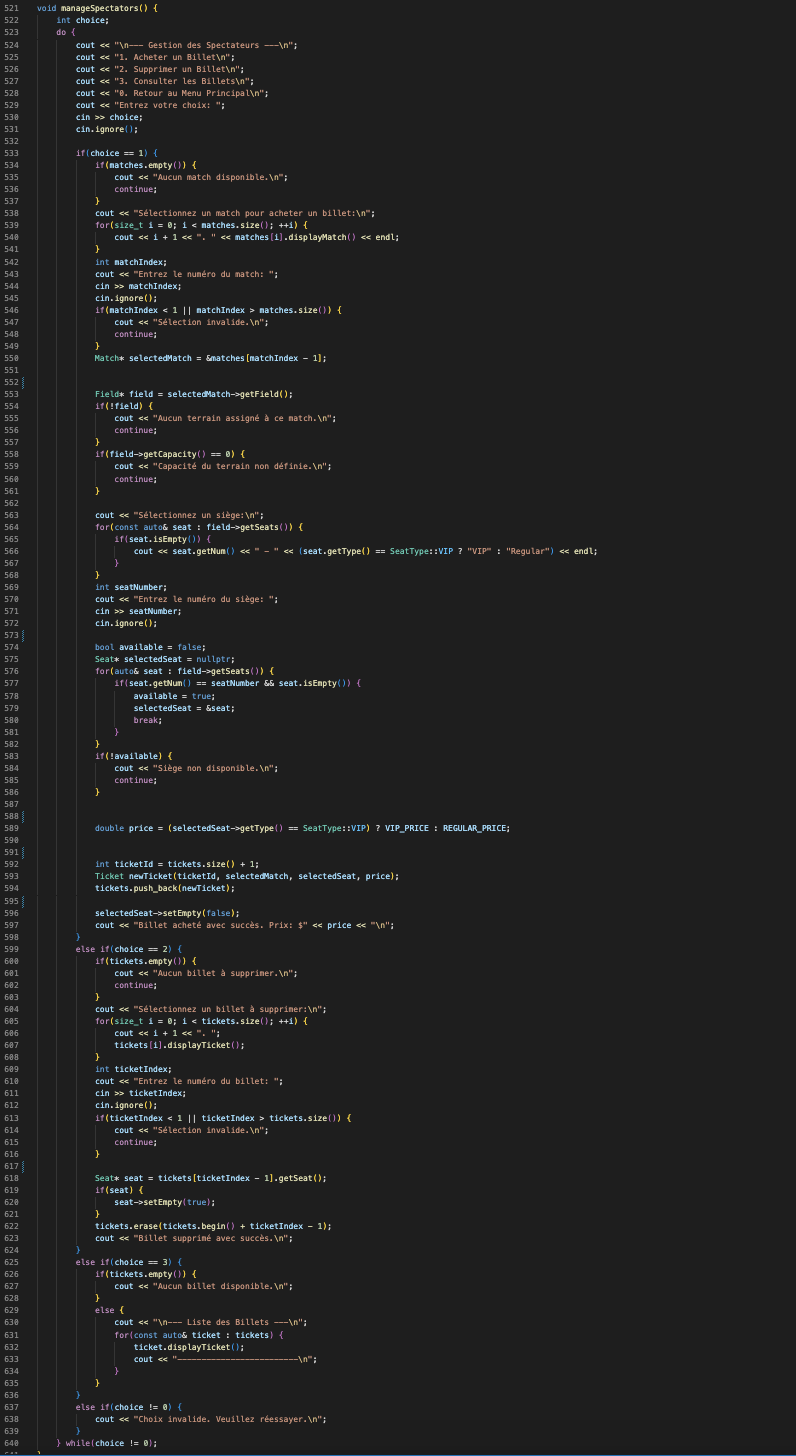 521 void manageSpectators() {
522 int choice;
523 do {
524 cout << "\n--- Gestion des Spectateurs ---\n";
525 cout << "1. Acheter un Billet\n";
526 cout << "2. Supprimer un Billet\n";
527 cout << "3. Consulter les Billets\n";
528 cout << "0. Retour au Menu Principal\n";
529 cout << "Entrez votre choix: ";
530 cin >> choice;
531 cin.ignore();
532
533 if(choice == 1) {
534 if(matches.empty()) {
535 cout << "Aucun match disponible.\n";
536 continue;
537 }
538 cout << "Sélectionnez un match pour acheter un billet:\n";
539 for(size_t i = 0; i < matches.size(); ++i) {
540 cout << i + 1 << ". " << matches[i].displayMatch() << endl;
541 }
542 int matchIndex;
543 cout << "Entrez le numéro du match: ";
544 cin >> matchIndex;
545 cin.ignore();
546 if(matchIndex < 1 || matchIndex > matches.size()) {
547 cout << "Sélection invalide.\n";
548 continue;
549 }
550 Match* selectedMatch = &matches[matchIndex - 1];
551
552
553 Field* field = selectedMatch->getField();
554 if(!field) {
555 cout << "Aucun terrain assigné à ce match.\n";
556 continue;
557 }
558 if(field->getCapacity() == 0) {
559 cout << "Capacité du terrain non définie.\n";
560 continue;
561 }
562
563 cout << "Sélectionnez un siège:\n";
564 for(const auto& seat : field->getSeats()) {
565 if(seat.isEmpty()) {
566 cout << seat.getNum() << " - " << (seat.getType() == SeatType::VIP ? "VIP" : "Regular") << endl;
567 }
568 }
569 int seatNumber;
570 cout << "Entrez le numéro du siège: ";
571 cin >> seatNumber;
572 cin.ignore();
573
574 bool available = false;
575 Seat* selectedSeat = nullptr;
576 for(auto& seat : field->getSeats()) {
577 if(seat.getNum() == seatNumber && seat.isEmpty()) {
578 available = true;
579 selectedSeat = &seat;
580 break;
581 }
582 }
583 if(!available) {
584 cout << "Siège non disponible.\n";
585 continue;
586 }
587
588
589 double price = (selectedSeat->getType() == SeatType::VIP) ? VIP_PRICE : REGULAR_PRICE;
590
591
592 int ticketId = tickets.size() + 1;
593 Ticket newTicket(ticketId, selectedMatch, selectedSeat, price);
594 tickets.push_back(newTicket);
595
596 selectedSeat->setEmpty(false);
597 cout << "Billet acheté avec succès. Prix: $" << price << "\n";
598 }
599 else if(choice == 2) {
600 if(tickets.empty()) {
601 cout << "Aucun billet à supprimer.\n";
602 continue;
603 }
604 cout << "Sélectionnez un billet à supprimer:\n";
605 for(size_t i = 0; i < tickets.size(); ++i) {
606 cout << i + 1 << ". ";
607 tickets[i].displayTicket();
608 }
609 int ticketIndex;
610 cout << "Entrez le numéro du billet: ";
611 cin >> ticketIndex;
612 cin.ignore();
613 if(ticketIndex < 1 || ticketIndex > tickets.size()) {
614 cout << "Sélection invalide.\n";
615 continue;
616 }
617
618 Seat* seat = tickets[ticketIndex - 1].getSeat();
619 if(seat) {
620 seat->setEmpty(true);
621 }
622 tickets.erase(tickets.begin() + ticketIndex - 1);
623 cout << "Billet supprimé avec succès.\n";
624 }
625 else if(choice == 3) {
626 if(tickets.empty()) {
627 cout << "Aucun billet disponible.\n";
628 }
629 else {
630 cout << "\n--- Liste des Billets ---\n";
631 for(const auto& ticket : tickets) {
632 ticket.displayTicket();
633 cout << "-------------------------\n";
634 }
635 }
636 }
637 else if(choice != 0) {
638 cout << "Choix invalide. Veuillez réessayer.\n";
639 }
640 } while(choice != 0);